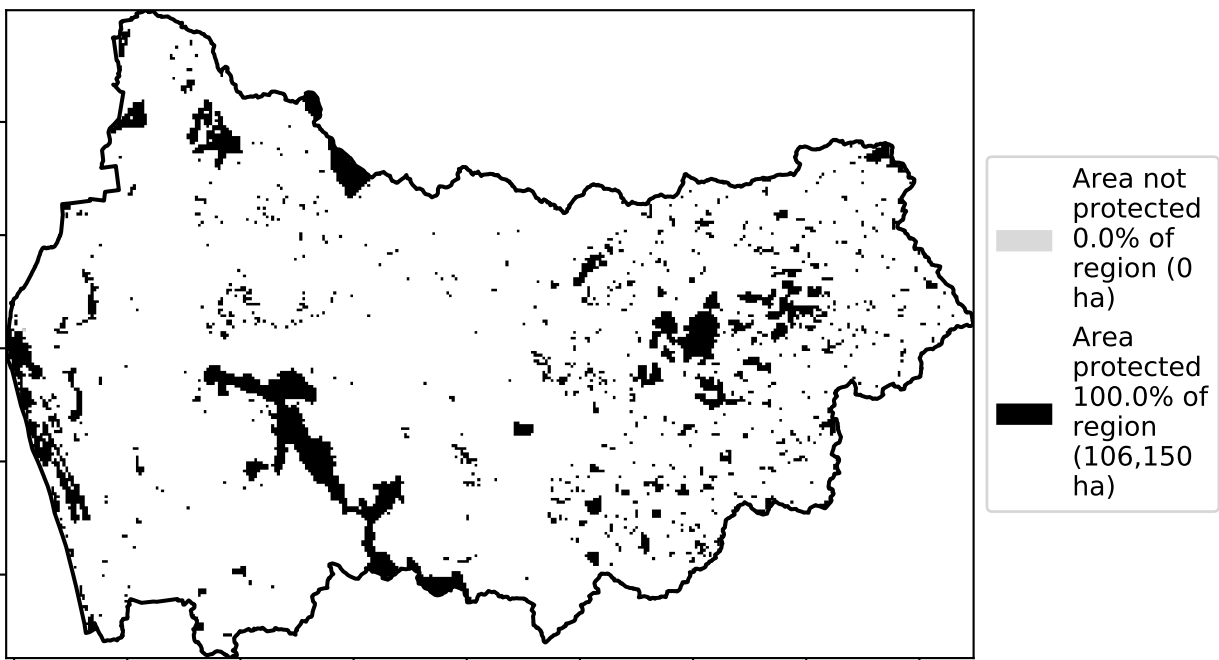 Area not
protected
0.0% of
region (0
ha)
Area
protected
100.0% of
region
(106,150
ha)